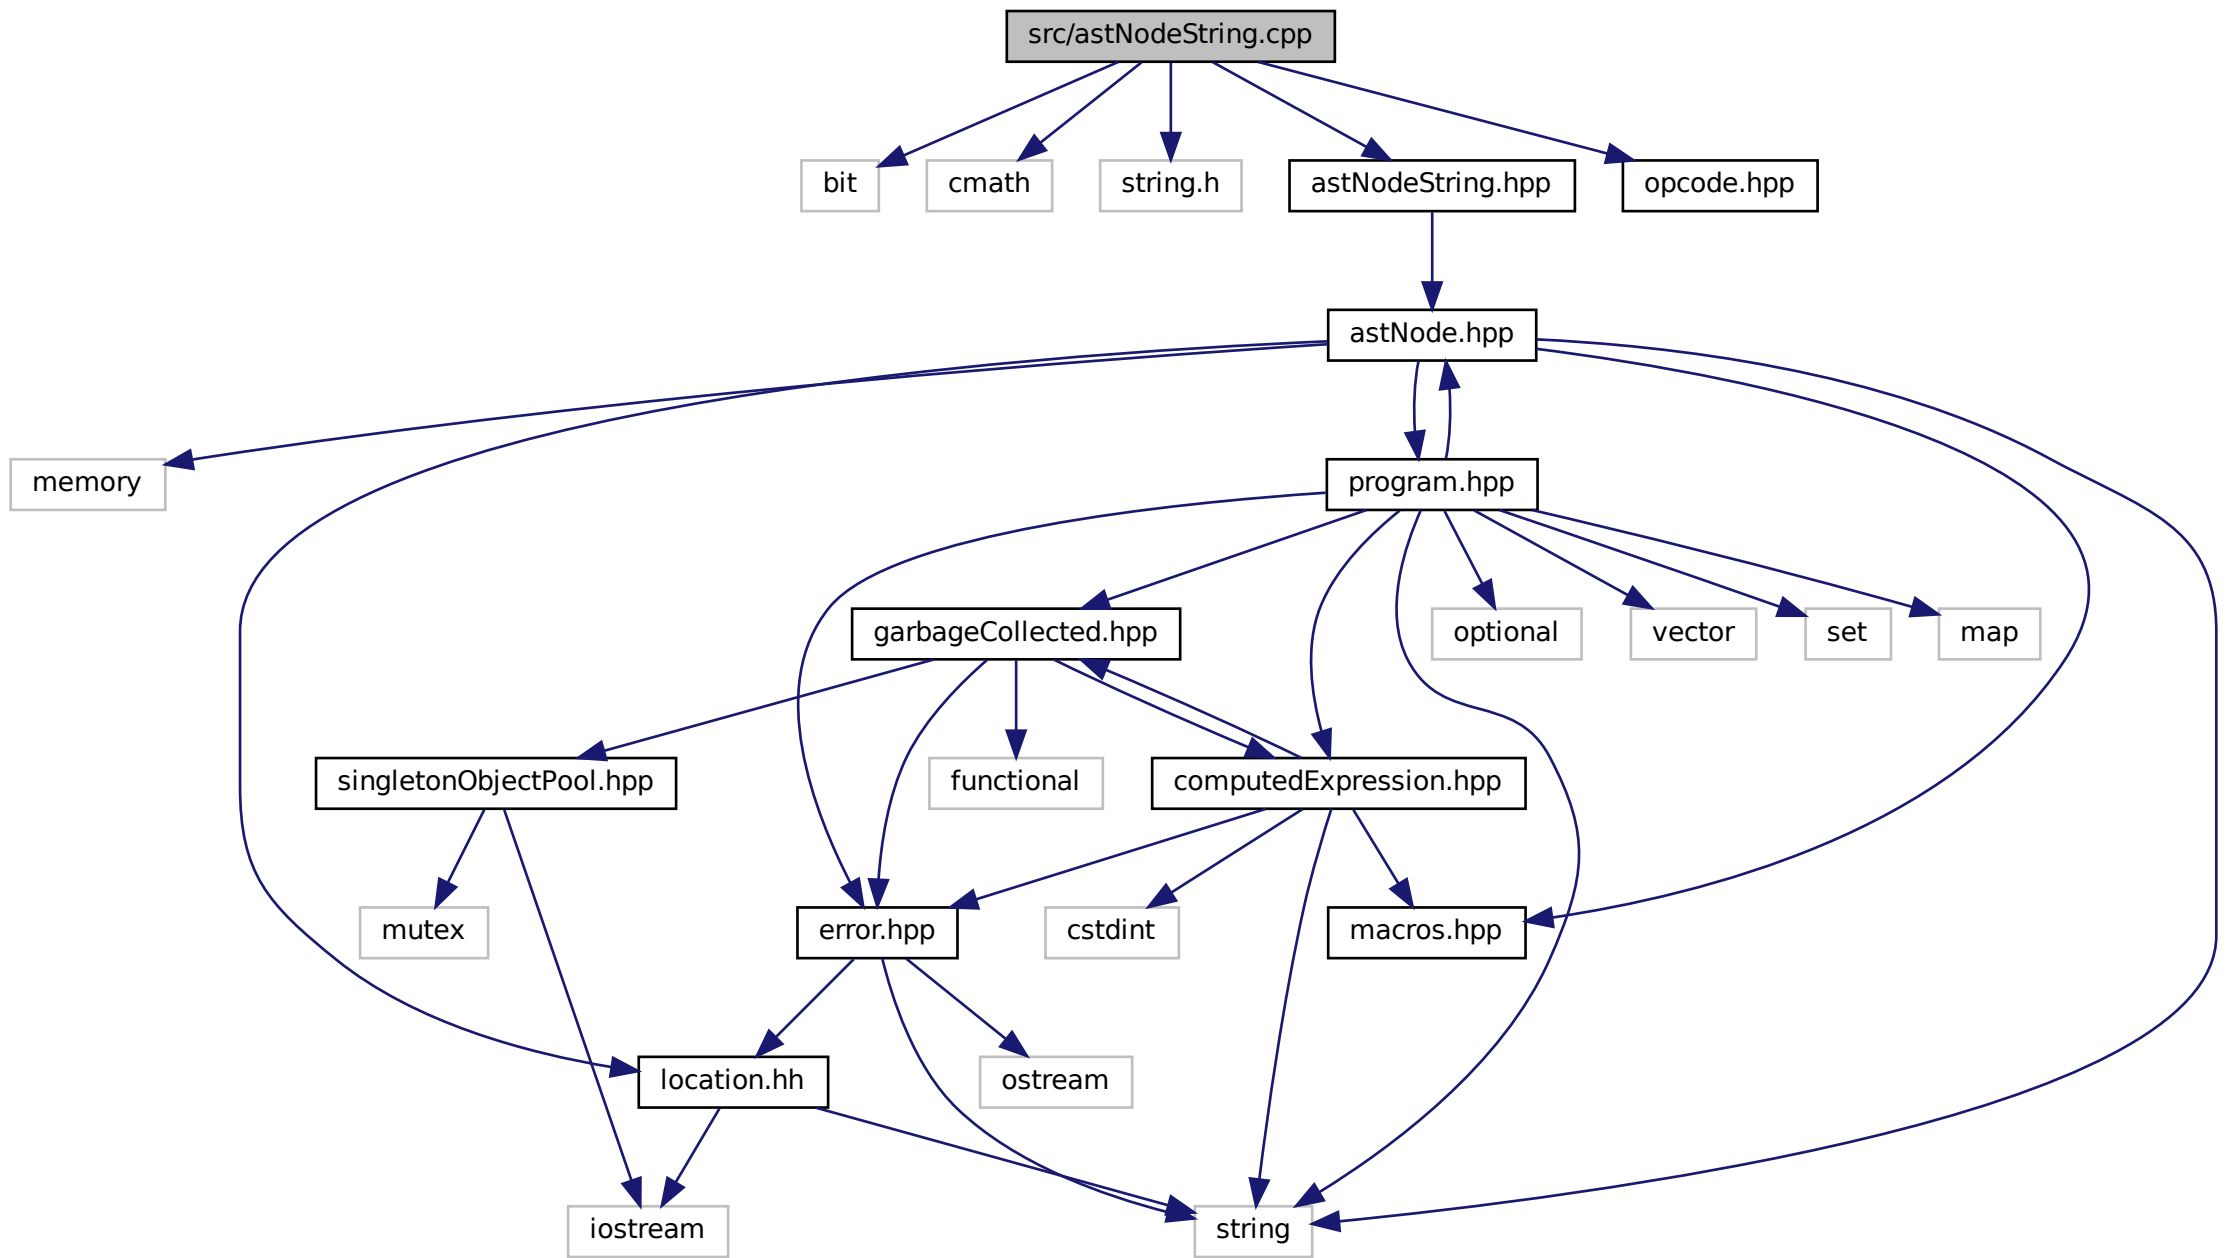 src/astNodeString.cpp
bit
cmath
string.h
astNodeString.hpp
opcode.hpp
astNode.hpp
memory
program.hpp
garbageCollected.hpp
optional
vector
set
map
singletonObjectPool.hpp
functional
computedExpression.hpp
mutex
error.hpp
cstdint
macros.hpp
location.hh
ostream
iostream
string